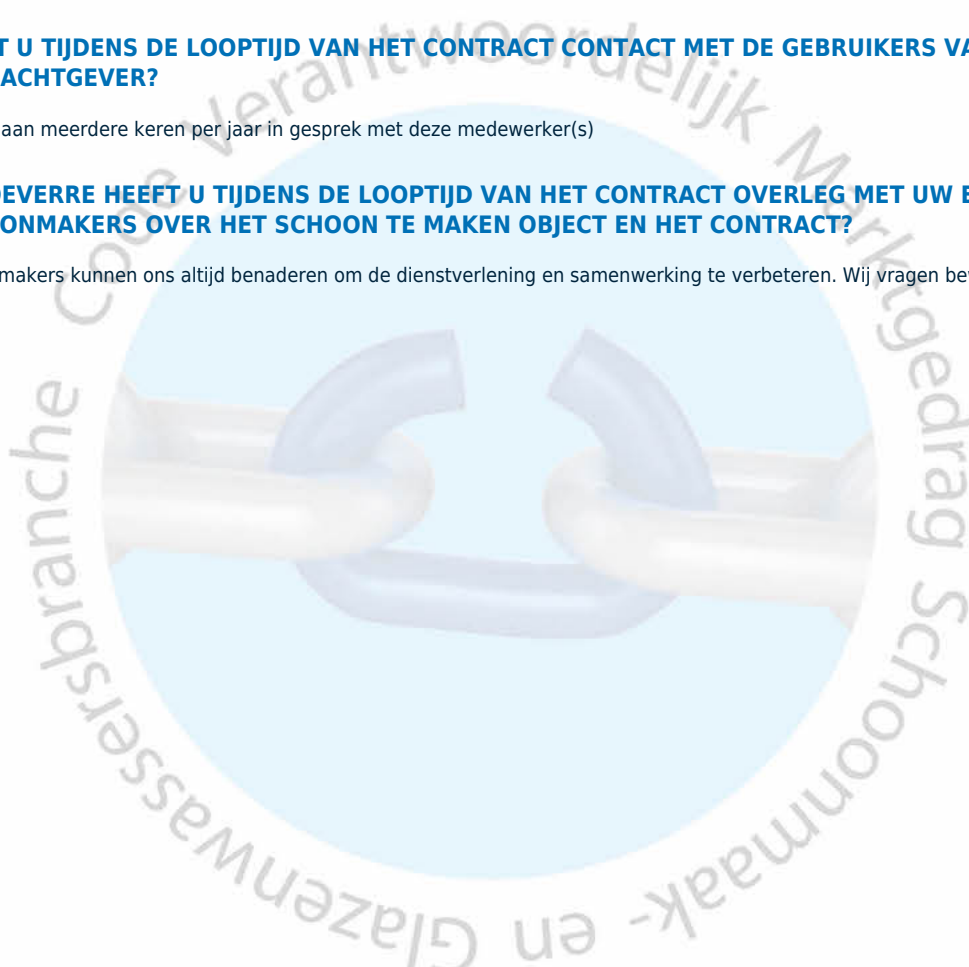 T U TIJDENS DE LOOPTIJD VAN HET CONTRACT CONTACT MET DE GEBRUIKERS VA
ACHTGEVER?
aan meerdere keren per jaar in gesprek met deze medewerker(s)
OEVERRE HEEFT U TIJDENS DE LOOPTIJD VAN HET CONTRACT OVERLEG MET UW E
ONMAKERS OVER HET SCHOON TE MAKEN OBJECT EN HET CONTRACT?
makers kunnen ons altijd benaderen om de dienstverlening en samenwerking te verbeteren. Wij vragen be
Code Verantwoordelijk Marktgedrag Schoonmaak- en Glazenwassersbranche